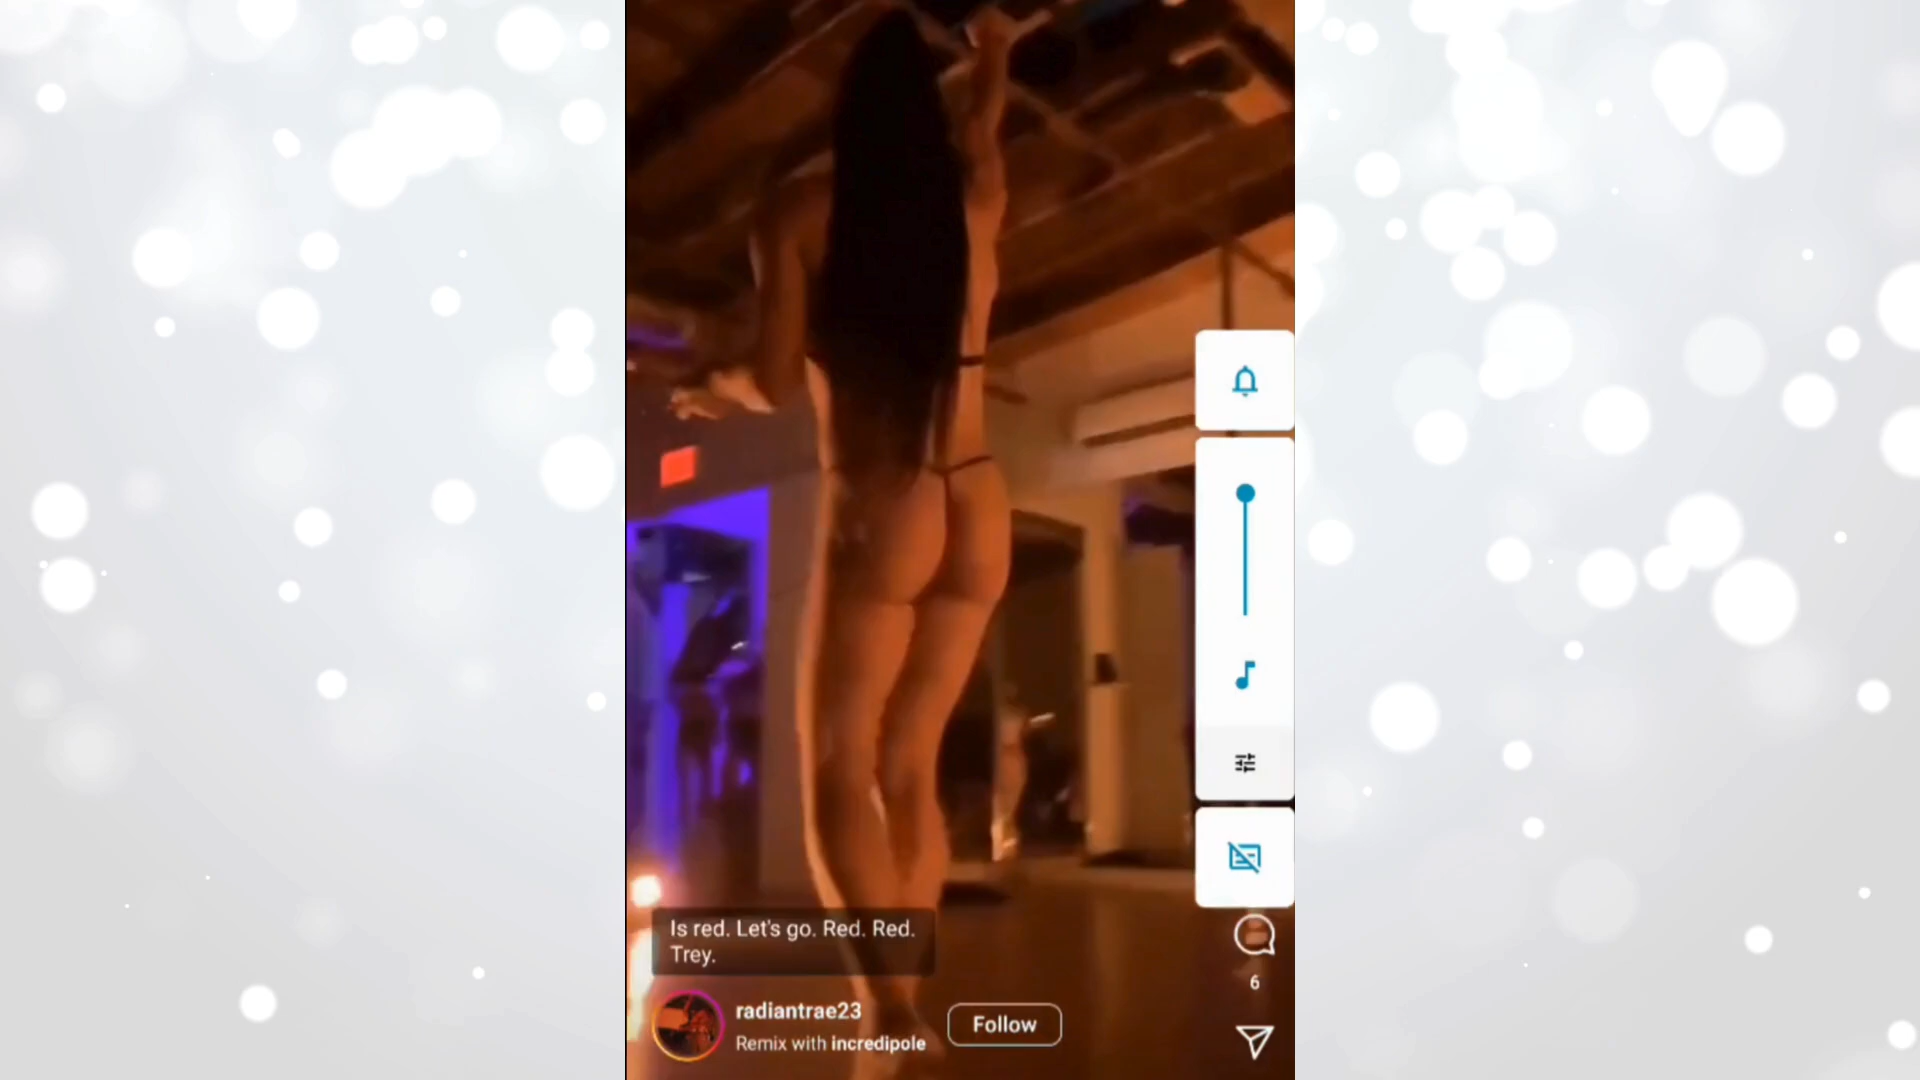 Is red. Let's go. Red. Red.
Trey.
radiantrae23
Remix with incredipole
Follow
6